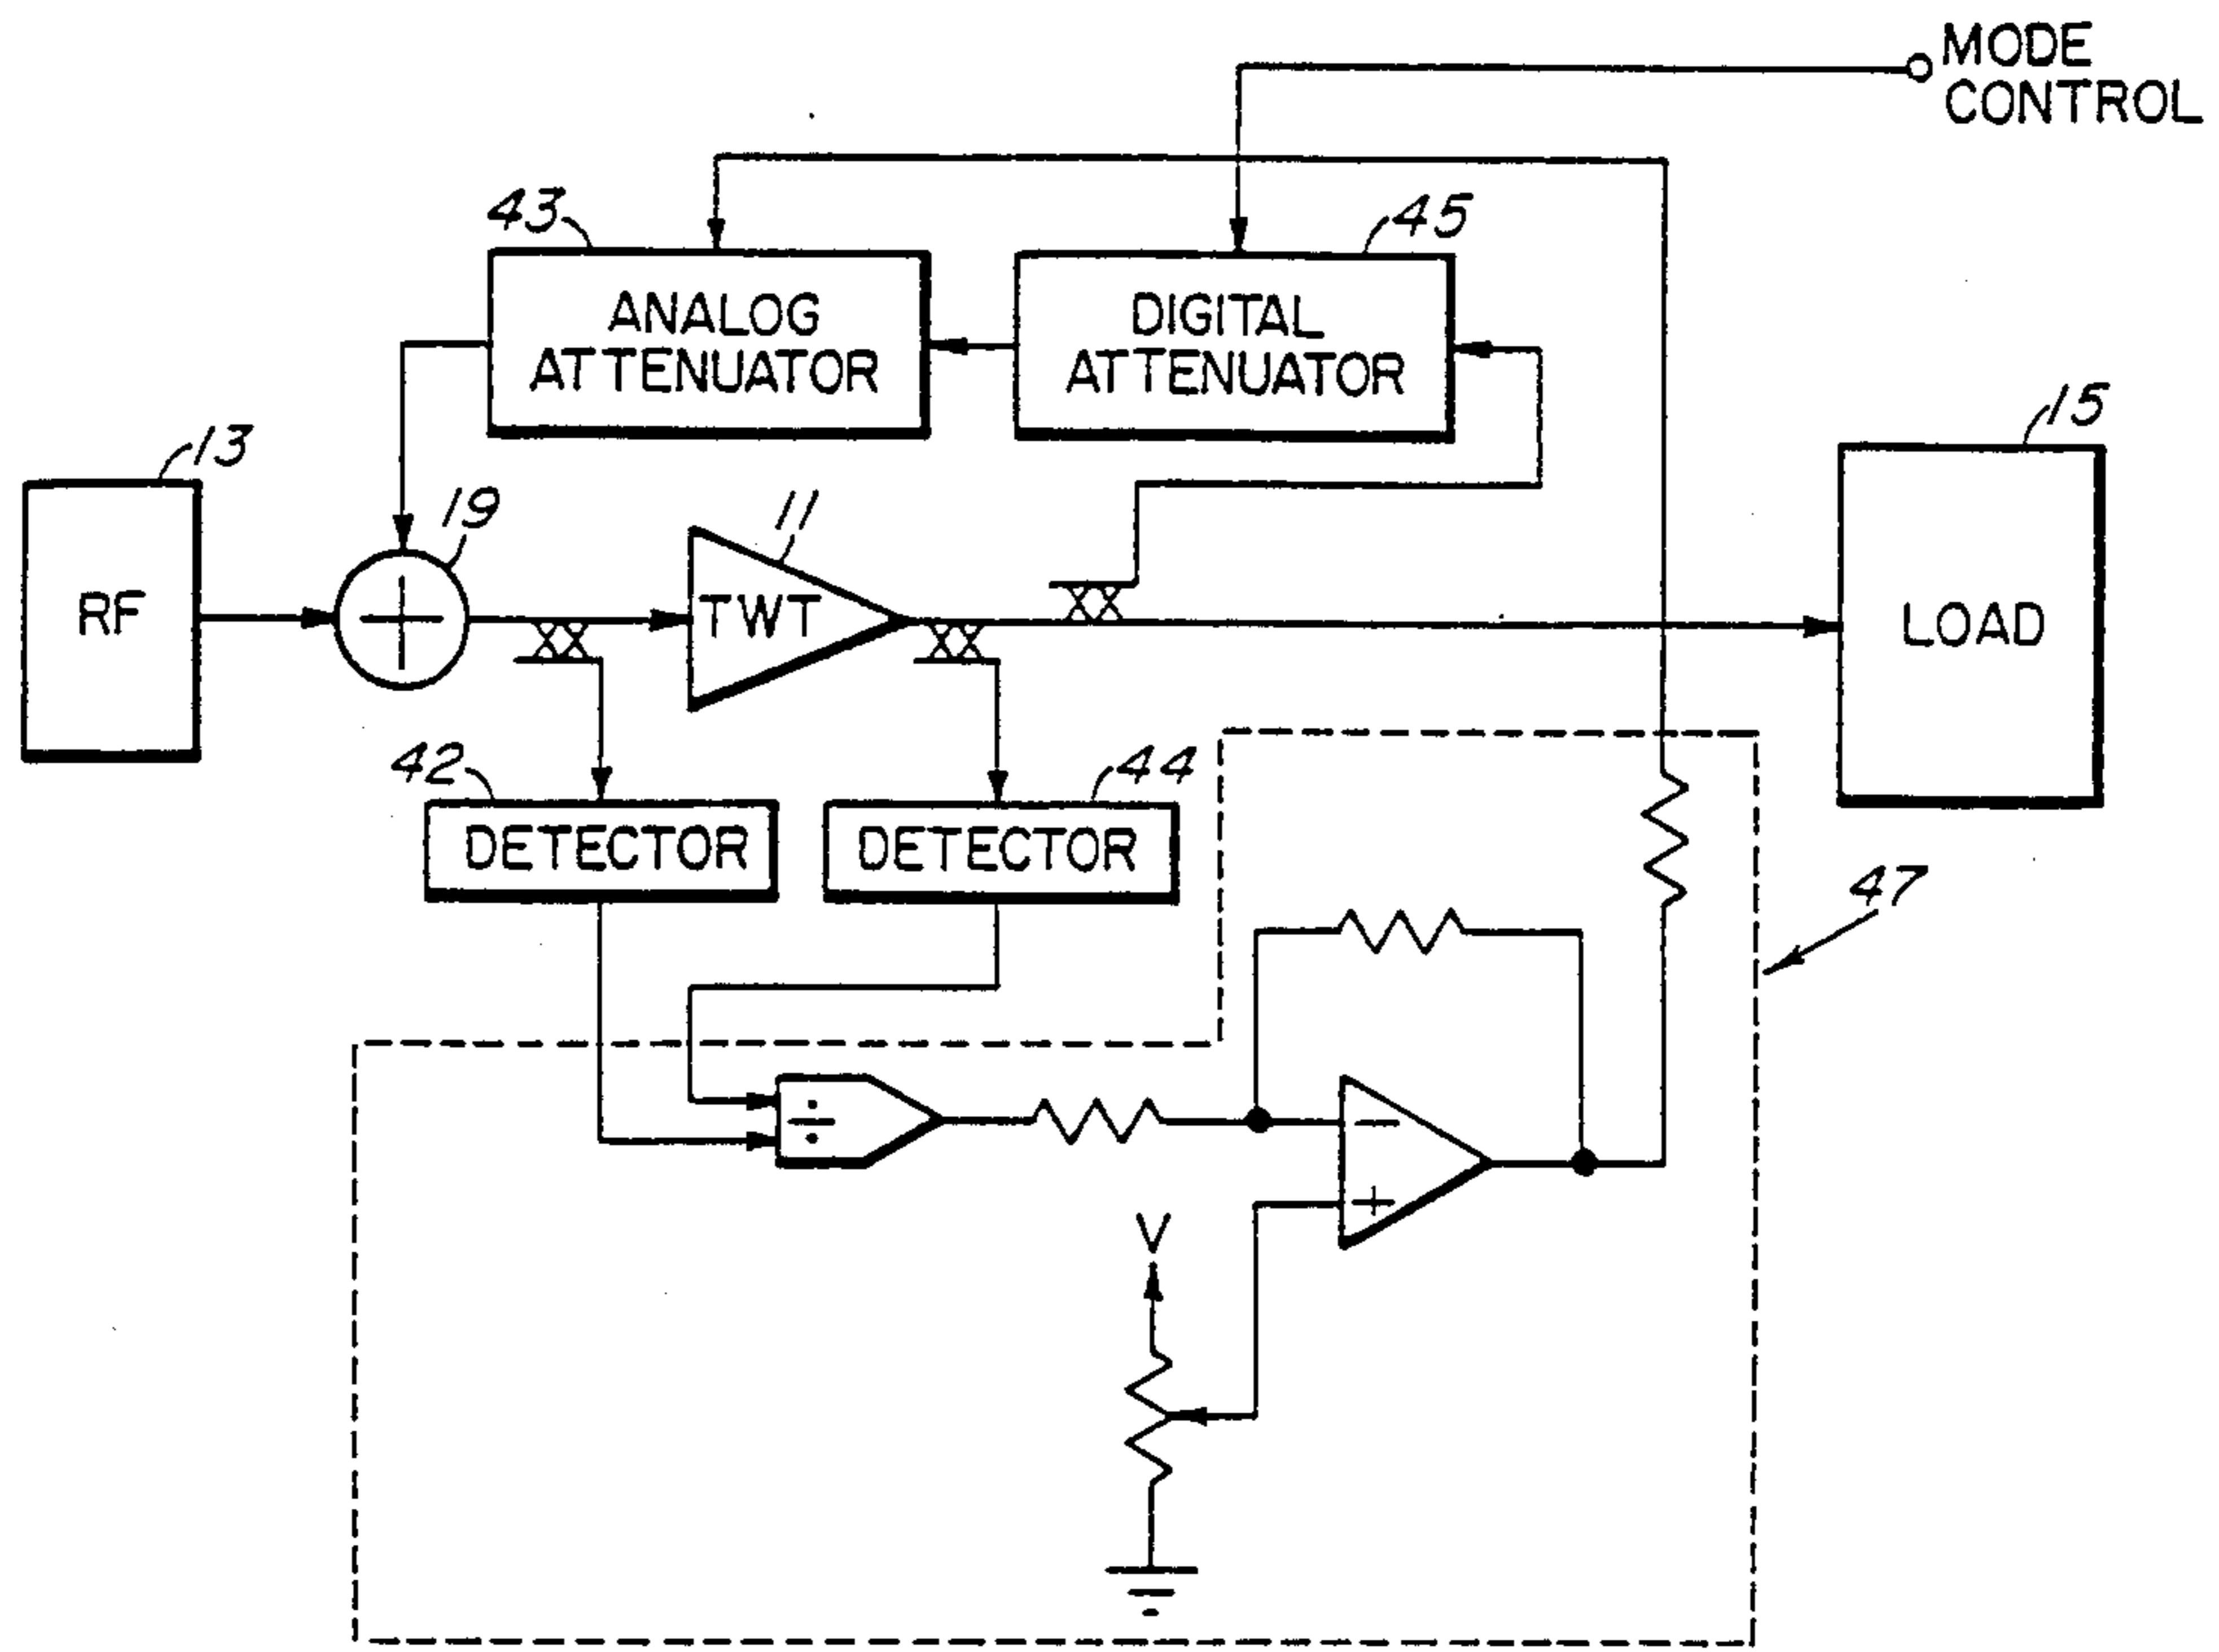 MODE
CONTROL
43
45
ANALOG
ATTENUATOR
DIGITAL
ATTENUATOR
15
13
19
11
RF
TWT
LOAD
42
44
DETECTOR
DETECTOR
47
÷
−
+
V